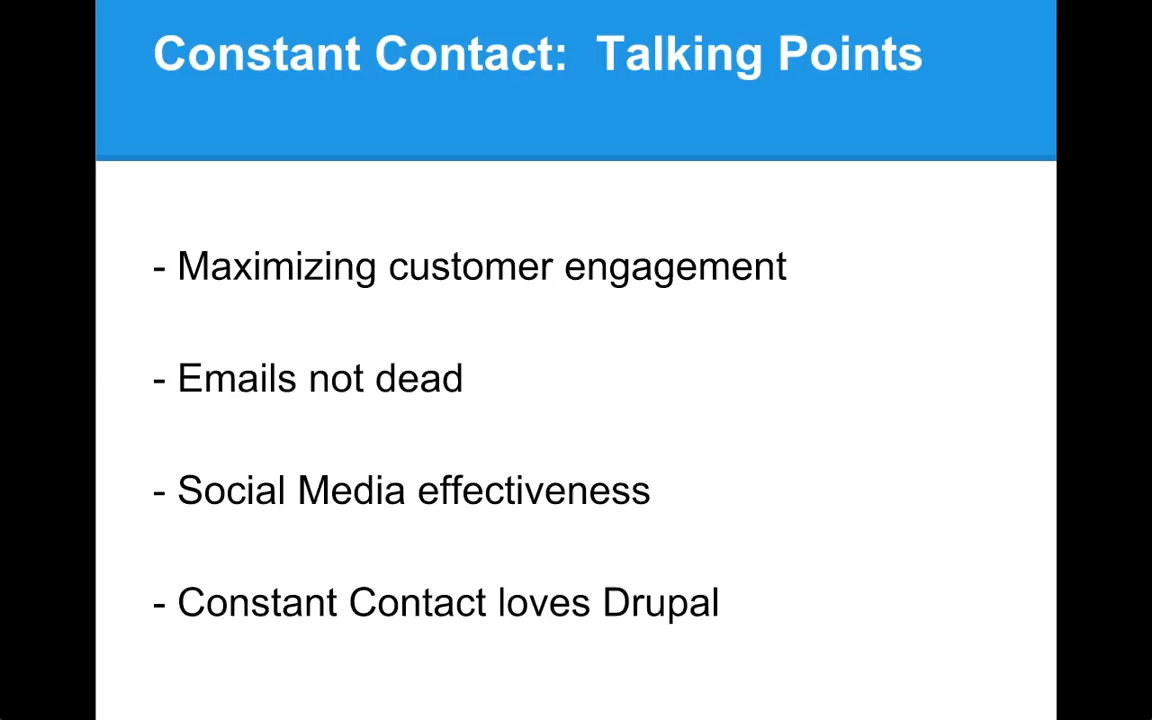 Constant Contact:  Talking Points
- Maximizing customer engagement
- Emails not dead
- Social Media effectiveness
- Constant Contact loves Drupal